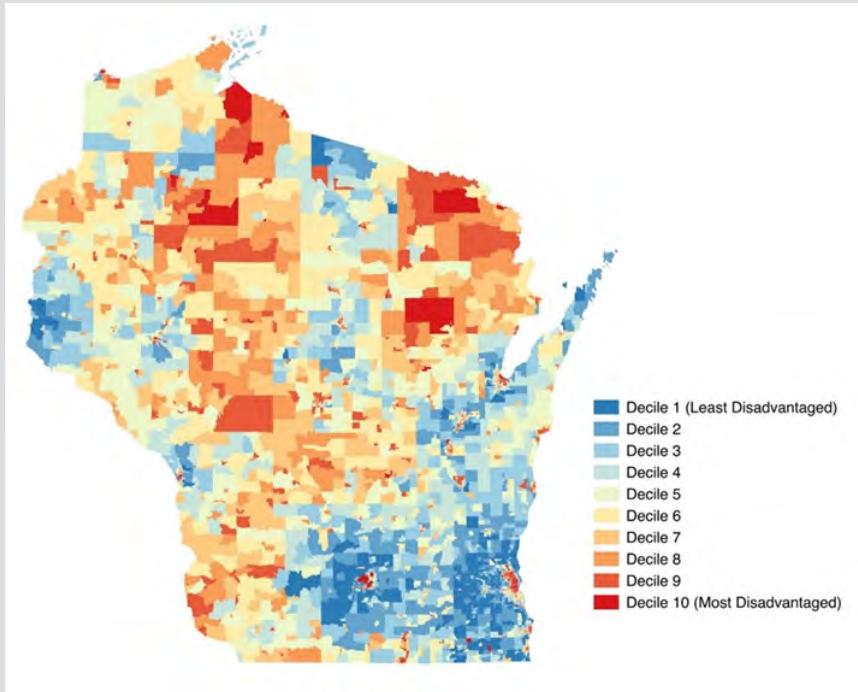 Decile 1 (Least Disadvantaged)
Decile 2
Decile 3
Decile 4
Decile 5
Decile 6
Decile 7
Decile 8
Decile 9
Decile 10 (Most Disadvantaged)